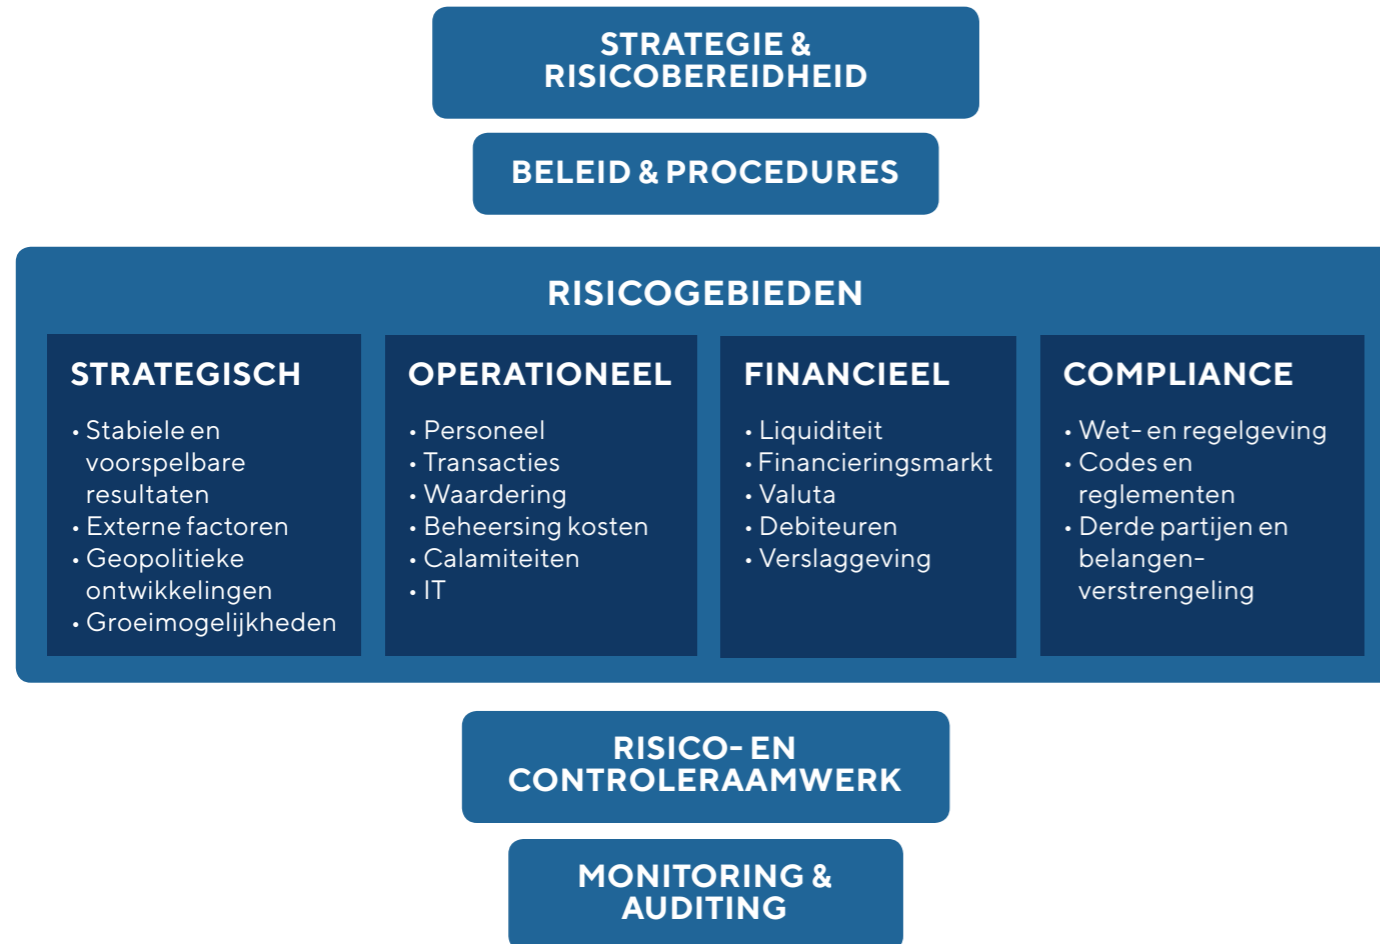 STRATEGIE &
RISICOBEREIDHEID
BELEID & PROCEDURES
RISICOGEBIEDEN
STRATEGISCH
• Stabiele en
voorspelbare
resultaten
• Externe factoren
• Geopolitieke
ontwikkelingen
• Groeimogelijkheden
OPERATIONEEL
• Personeel
• Transacties
• Waardering
• Beheersing kosten
• Calamiteiten
• IT
FINANCIEEL
• Liquiditeit
• Financieringsmarkt
• Valuta
• Debiteuren
• Verslaggeving
COMPLIANCE
• Wet- en regelgeving
• Codes en
reglementen
• Derde partijen en
belangen-
verstrengeling
RISICO- EN
CONTROLERAAMWERK
MONITORING &
AUDITING